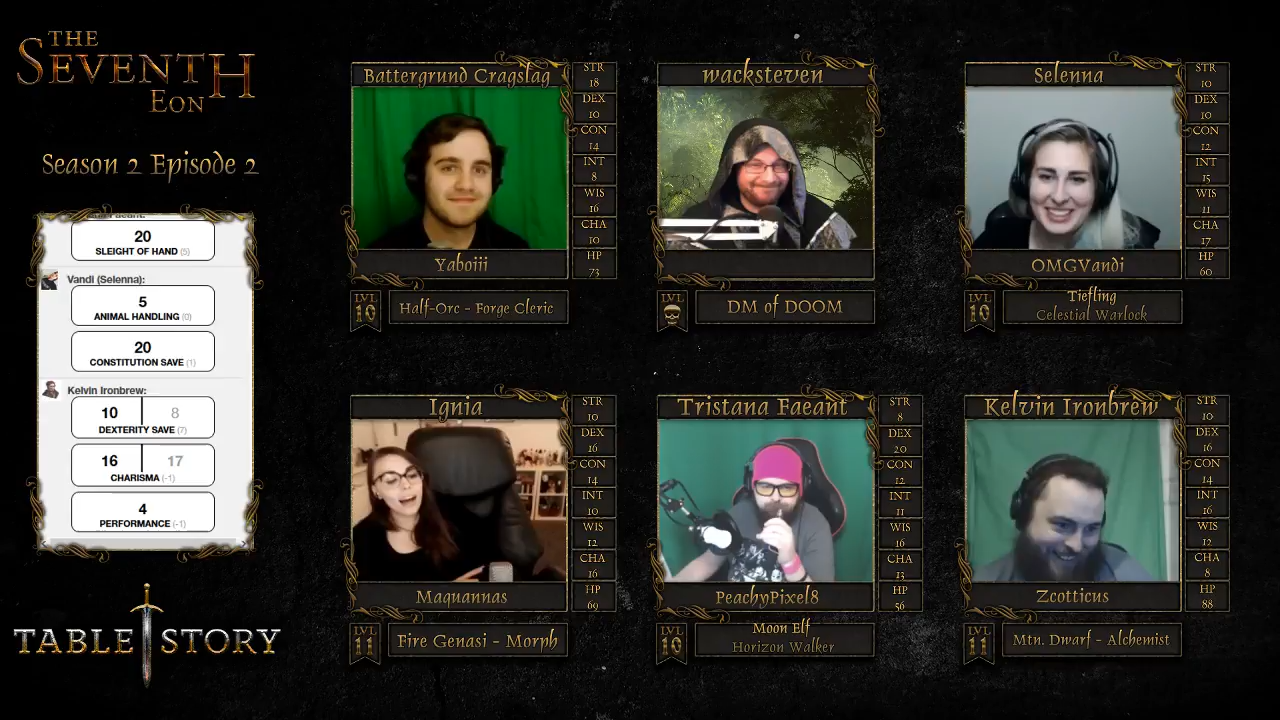 THE
SEVENTH
EON
Season 2 Episode 2
20
SLEIGHT OF HAND (5)
Vandi (Selenna):
5
ANIMAL HANDLING (0)
20
CONSTITUTION SAVE (1)
Kelvin Ironbrew:
10 8
DEXTERITY SAVE (7)
16 17
CHARISMA (-1)
4
PERFORMANCE (-1)
TABLE STORY
Battergrund Cragslag
STR
18
DEX
10
CON
14
INT
8
WIS
16
CHA
10
HP
73
Yaboiii
LVL
10
Half-Orc - Forge Cleric
wacksteven
LVL
DM of DOOM
Selenna
STR
10
DEX
10
CON
12
INT
15
WIS
11
CHA
17
HP
60
OMGVandi
LVL
10
Tiefling
Celestial Warlock
Ignia
STR
10
DEX
16
CON
14
INT
10
WIS
12
CHA
16
HP
69
Maquannas
LVL
11
Fire Genasi - Morph
Tristana Faeant
STR
8
DEX
20
CON
12
INT
11
WIS
16
CHA
13
HP
56
PeachyPixel8
LVL
10
Moon Elf
Horizon Walker
Kelvin Ironbrew
STR
10
DEX
16
CON
14
INT
16
WIS
12
CHA
8
HP
88
Zcotticus
LVL
11
Mtn. Dwarf - Alchemist